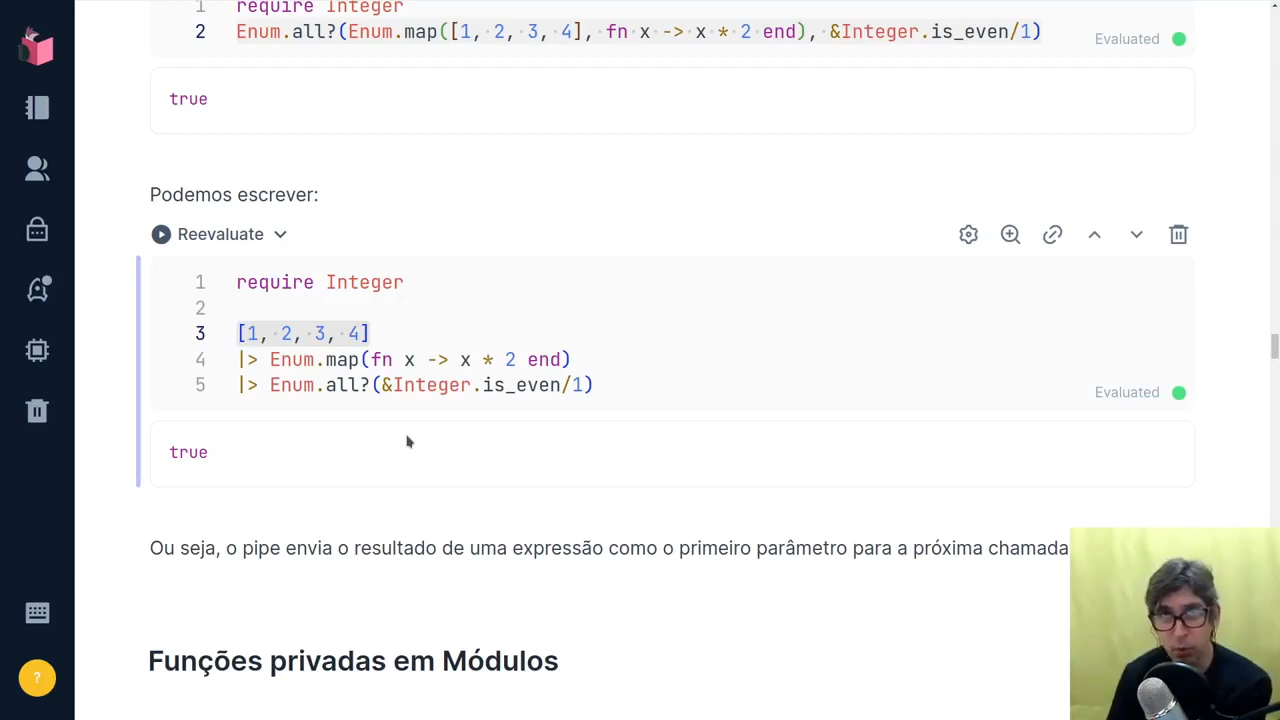 1 require Integer
2 Enum.all?(Enum.map([1, 2, 3, 4], fn x -> x * 2 end), &Integer.is_even/1)
Evaluated
true
Podemos escrever:
Reevaluate
1 require Integer
2
3 [1, 2, 3, 4]
4 |> Enum.map(fn x -> x * 2 end)
5 |> Enum.all?(&Integer.is_even/1)
Evaluated
true
Ou seja, o pipe envia o resultado de uma expressão como o primeiro parâmetro para a próxima chamada
Funções privadas em Módulos
?